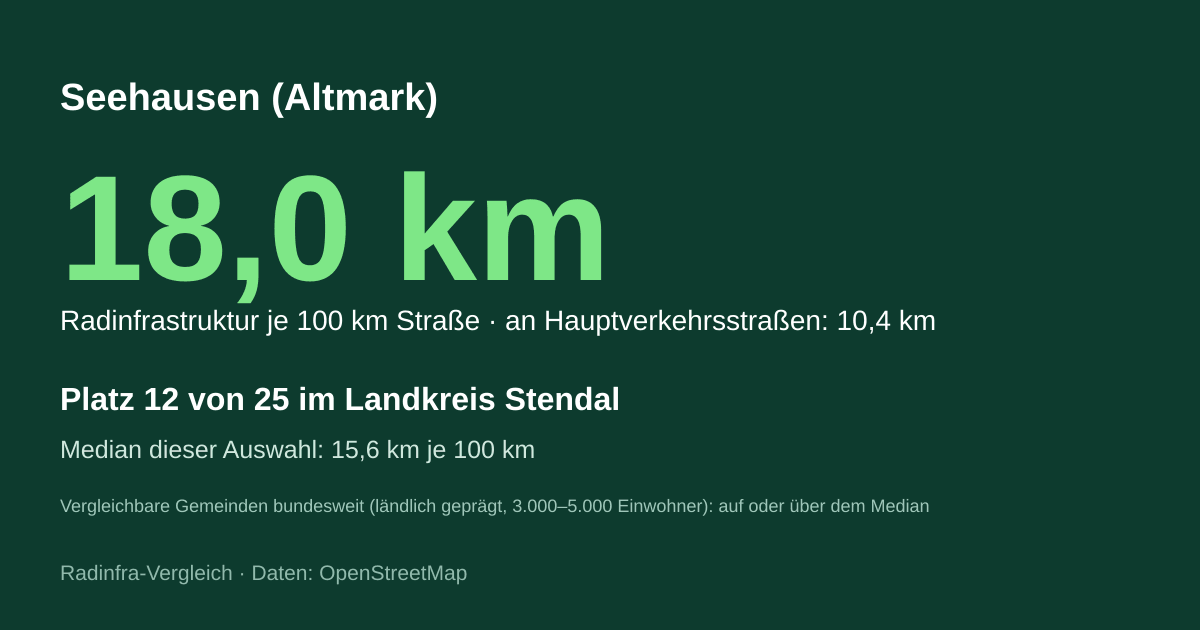 Seehausen (Altmark)
18,0 km
Radinfrastruktur je 100 km Straße · an Hauptverkehrsstraßen: 10,4 km
Platz 12 von 25 im Landkreis Stendal
Median dieser Auswahl: 15,6 km je 100 km
Vergleichbare Gemeinden bundesweit (ländlich geprägt, 3.000–5.000 Einwohner): auf oder über dem Median
Radinfra-Vergleich · Daten: OpenStreetMap